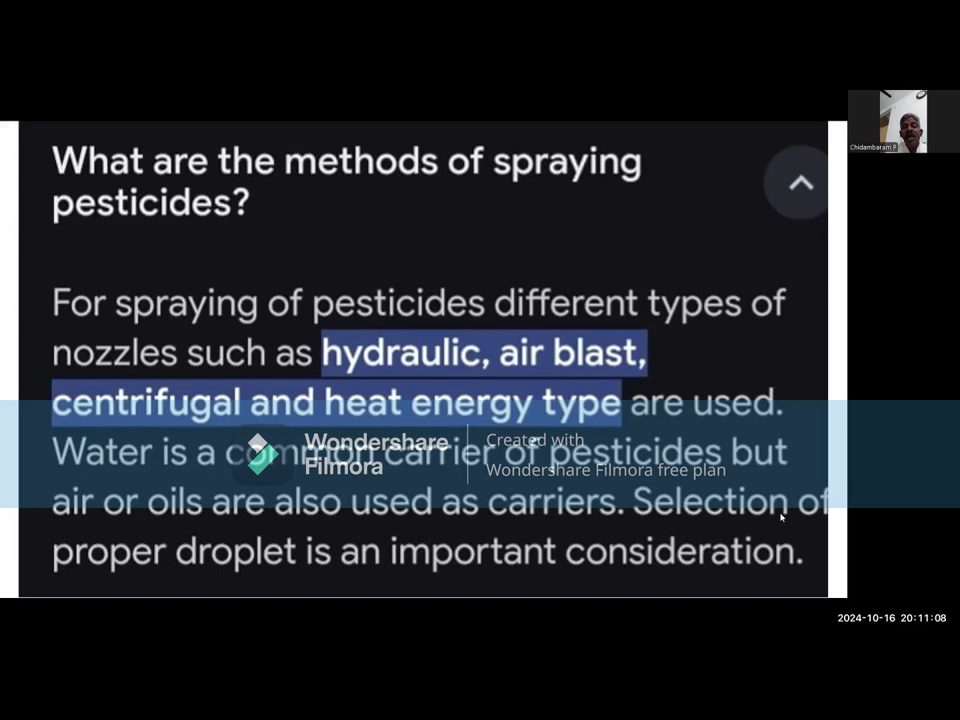 What are the methods of spraying
pesticides?
For spraying of pesticides different types of
nozzles such as hydraulic, air blast,
centrifugal and heat energy type are used.
Water is a common carrier of pesticides but
air or oils are also used as carriers. Selection of
proper droplet is an important consideration.
Wondershare
Filmora
Created with
Wondershare Filmora free plan
Chidambaram P
2024-10-16 20:11:08